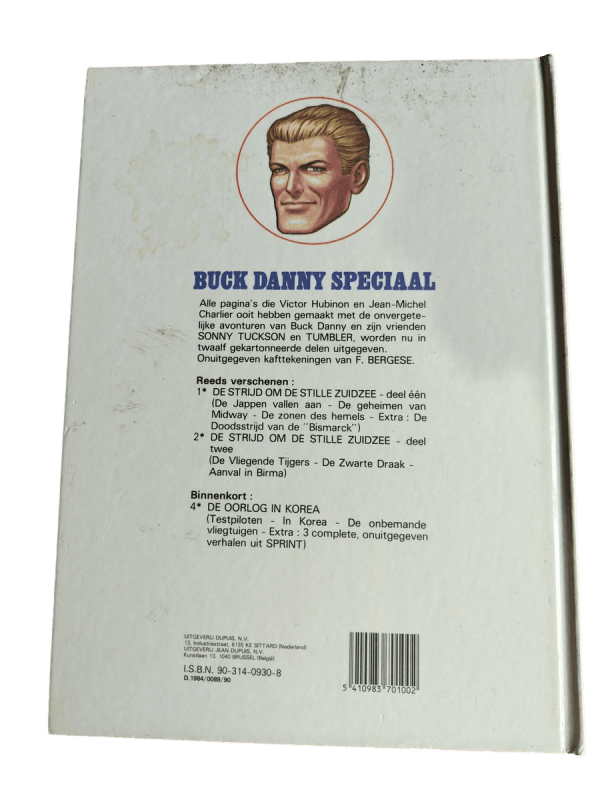 BUCK DANNY SPECIAAL
Alle pagina's die Victor Hubinon en Jean-Michel
Charlier ooit hebben gemaakt met de onvergete-
lijke avonturen van Buck Danny en zijn vrienden
SONNY TUCKSON en TUMBLER, worden nu in
twaalf gekartonneerde delen uitgegeven.
Onuitgegeven kafttekeningen van F. BERGESE.
Reeds verschenen :
1* DE STRIJD OM DE STILLE ZUIDZEE - deel één
(De Jappen vallen aan - De geheimen van
Midway - De zonen des hemels - Extra : De
Doodsstrijd van de "Bismarck")
2* DE STRIJD OM DE STILLE ZUIDZEE - deel
twee
(De Vliegende Tijgers - De Zwarte Draak -
Aanval in Birma)
Binnenkort :
4* DE OORLOG IN KOREA
(Testpiloten - In Korea - De onbemande
vliegtuigen - Extra : 3 complete, onuitgegeven
verhalen uit SPRINT)
UITGEVERIJ DUPUIS, N.V.
13, Industriestraat, 6135 KE SITTARD (Nederland)
UITGEVERIJ JEAN DUPUIS, N.V.
Kunstlaan 13, 1040 BRUSSEL (België)
I.S.B.N. 90-314-0930-8
D.1984/0089/90
5 410983 701002